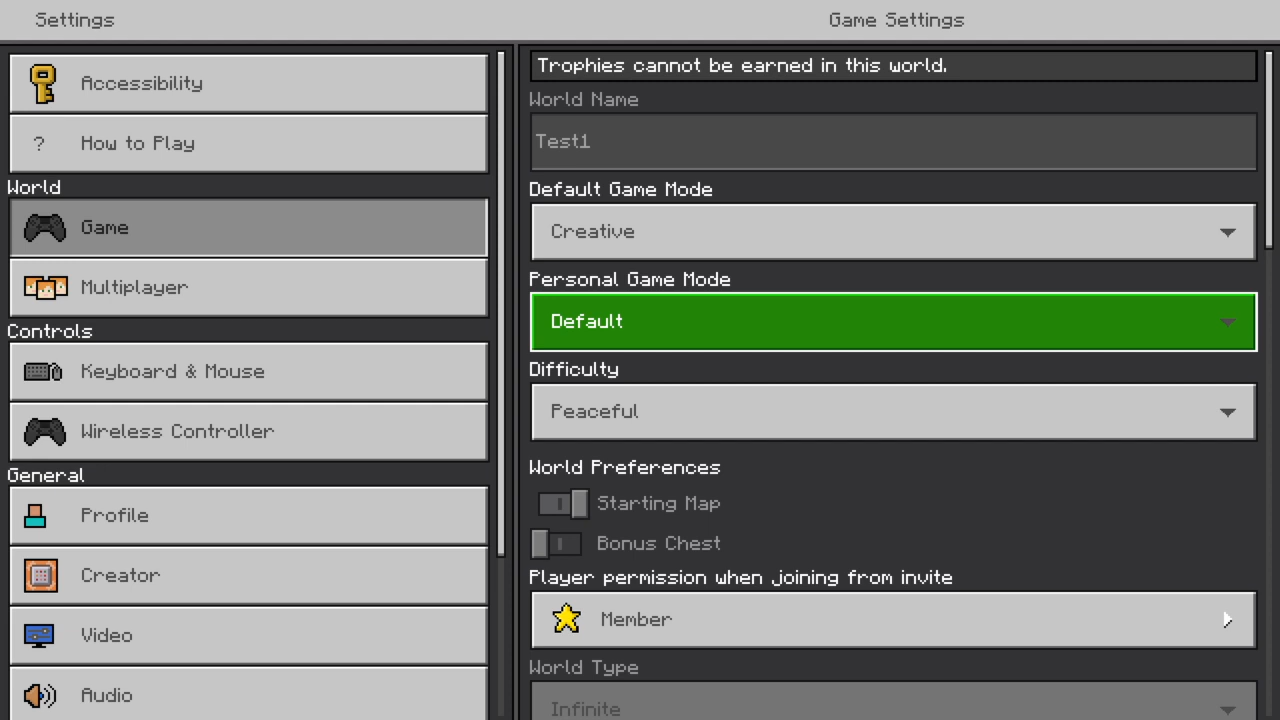 Settings
Game Settings
Accessibility
? How to Play
World
Game
Multiplayer
Controls
Keyboard & Mouse
Wireless Controller
General
Profile
Creator
Video
Audio
Trophies cannot be earned in this world.
World Name
Test1
Default Game Mode
Creative
Personal Game Mode
Default
Difficulty
Peaceful
World Preferences
Starting Map
Bonus Chest
Player permission when joining from invite
Member
World Type
Infinite